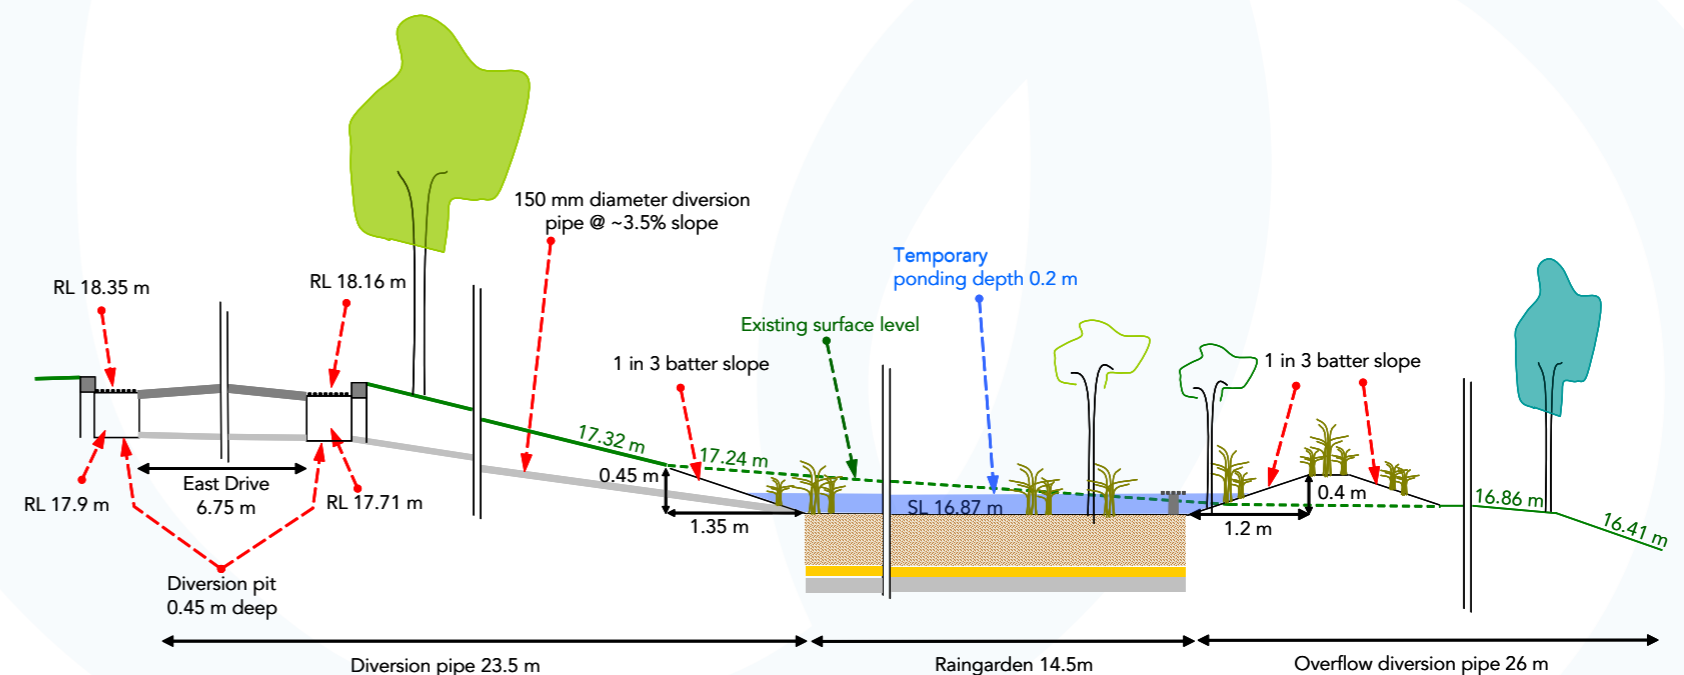 150 mm diameter diversion
pipe @ ~3.5% slope
RL 18.35 m
RL 18.16 m
Temporary
ponding depth 0.2 m
Existing surface level
1 in 3 batter slope
1 in 3 batter slope
17.32 m
17.24 m
0.45 m
SL 16.87 m
0.4 m
16.86 m
16.41 m
East Drive
6.75 m
RL 17.9 m
RL 17.71 m
1.35 m
1.2 m
Diversion pit
0.45 m deep
Diversion pipe 23.5 m
Raingarden 14.5m
Overflow diversion pipe 26 m